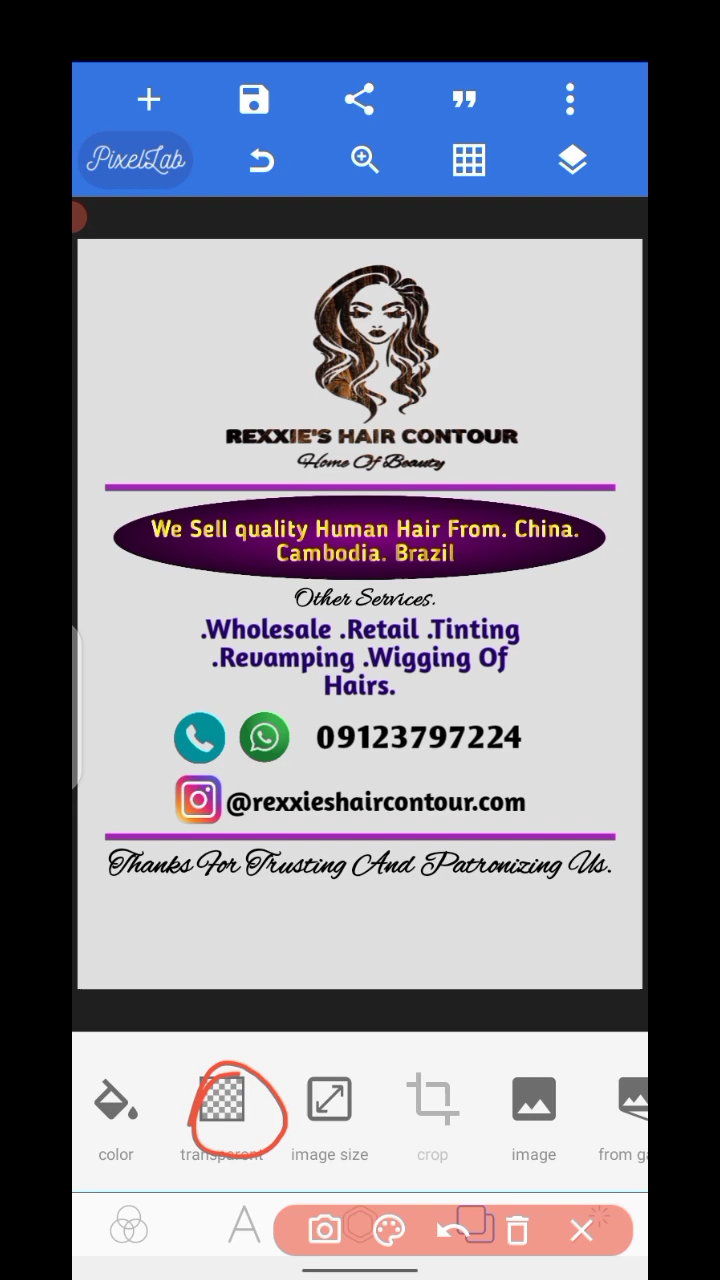 PixelLab
REXXIE'S HAIR CONTOUR
Home Of Beauty
We Sell quality Human Hair From. China.
Cambodia. Brazil
Other Services.
.Wholesale .Retail .Tinting
.Revamping .Wigging Of
Hairs.
09123797224
@rexxieshaircontour.com
Thanks For Trusting And Patronizing Us.
color transparent image size crop image from ga